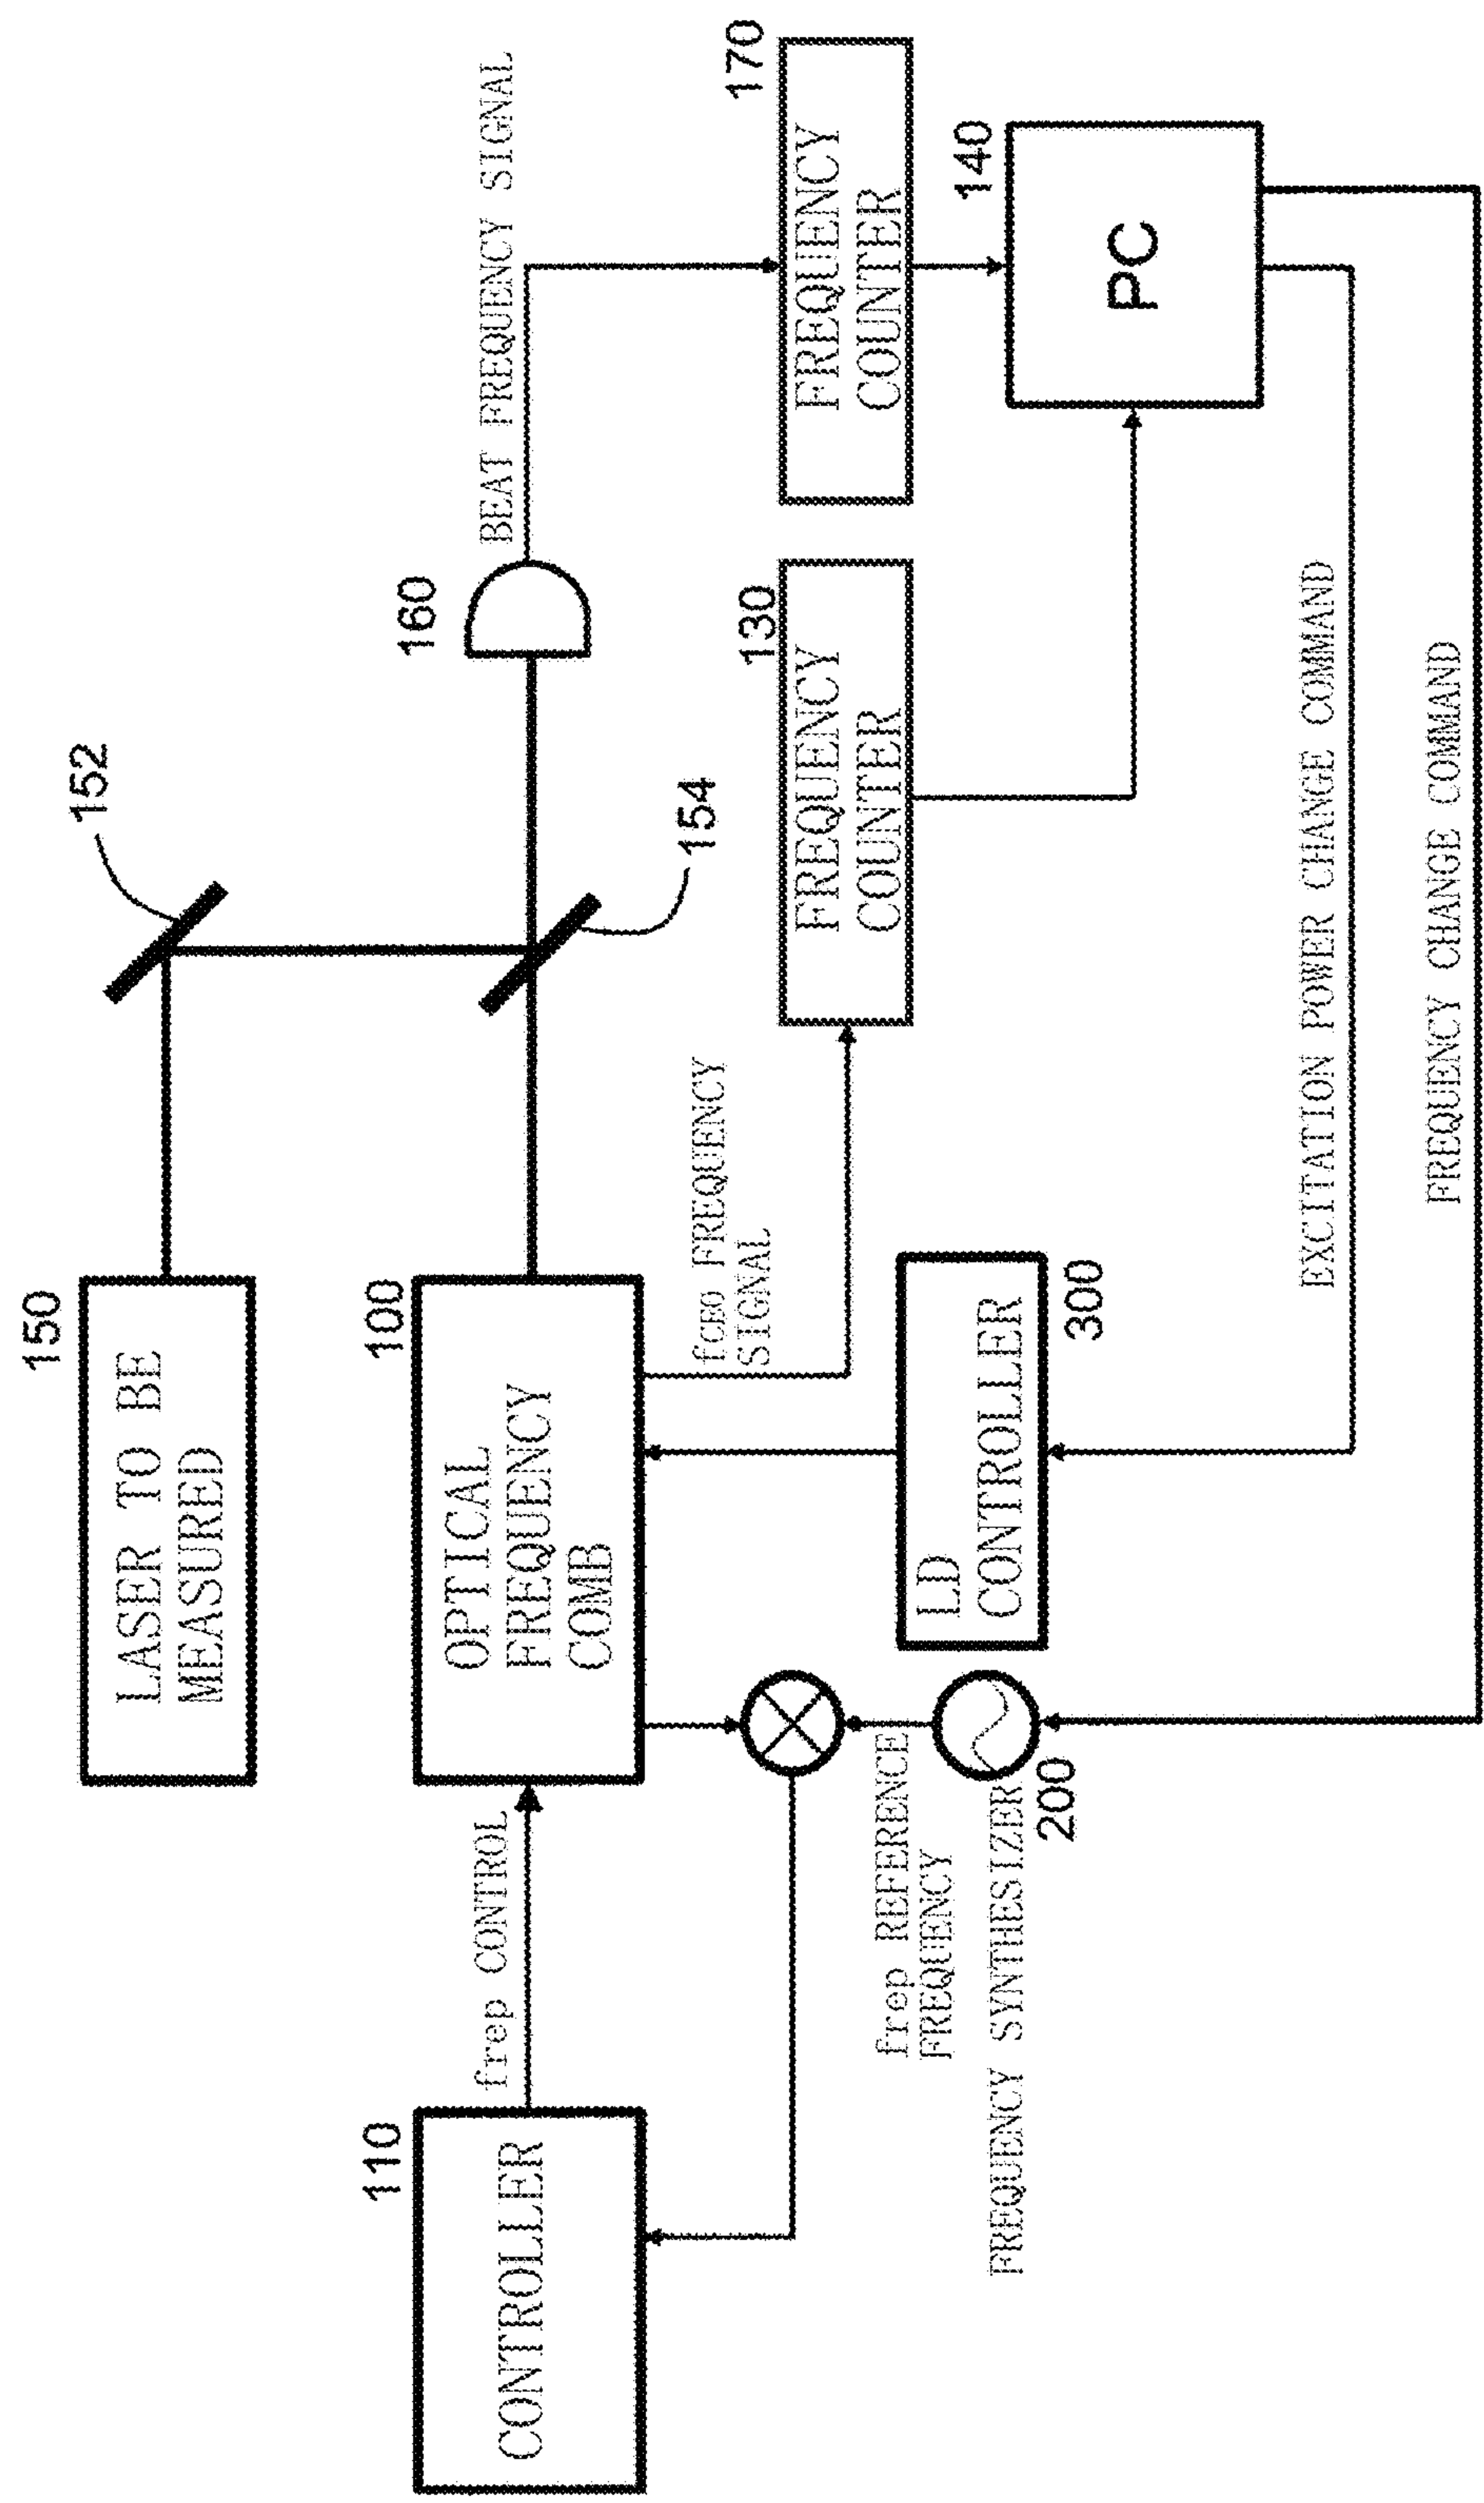 150
LASER TO BE
MEASURED
152
110
CONTROLLER
frep CONTROL
100
OPTICAL
FREQUENCY
COMB
154
160
BEAT FREQUENCY SIGNAL
fCEO FREQUENCY
SIGNAL
130
FREQUENCY
COUNTER
170
FREQUENCY
COUNTER
frep REFERENCE
FREQUENCY
FREQUENCY SYNTHESIZER
200
LD
CONTROLLER
300
140
PC
EXCITATION POWER CHANGE COMMAND
FREQUENCY CHANGE COMMAND